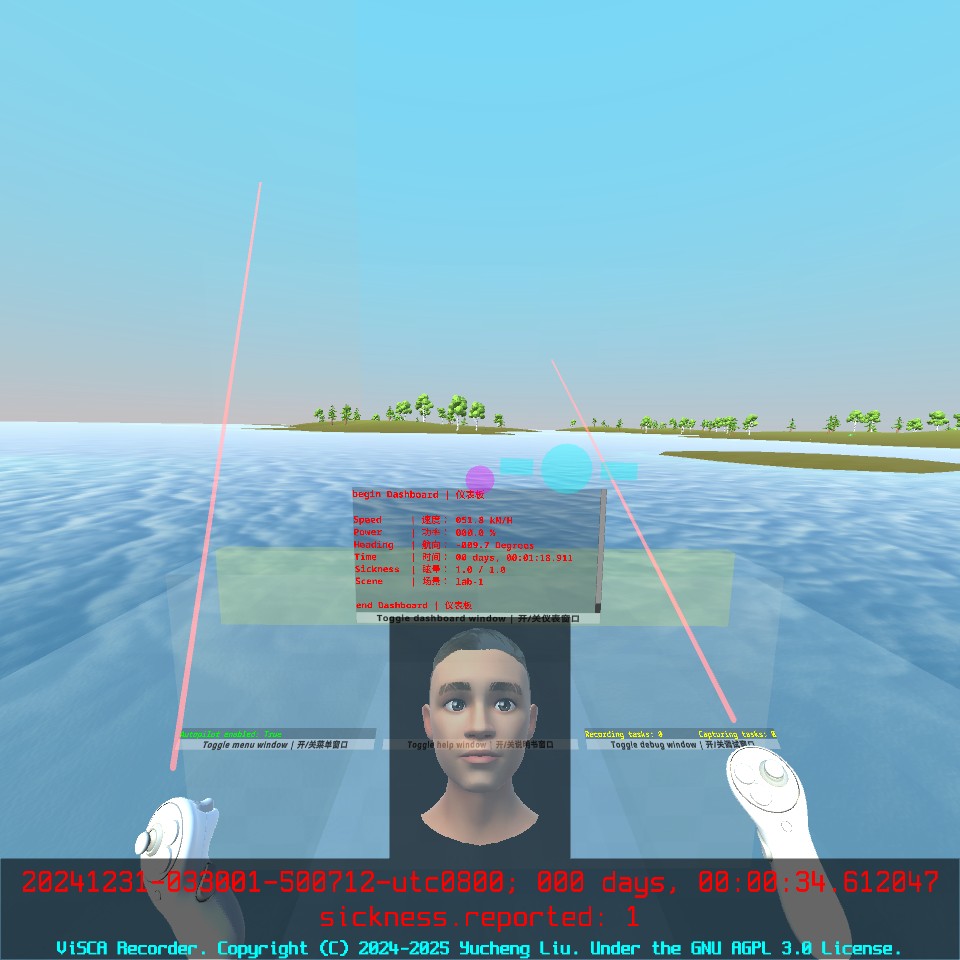 begin Dashboard | 仪表板
Speed | 速度： 051.8 kM/H
Power | 功率： 000.0 %
Heading | 航向： -009.7 Degrees
Time | 时间： 00 days, 00:01:18.911
Sickness | 眩晕： 1.0 / 1.0
Scene | 场景： lab-1
end Dashboard | 仪表板
Toggle dashboard window | 开/关仪表窗口
Autopilot enabled: True
Recording tasks: 0 Capturing tasks: 0
Toggle menu window | 开/关菜单窗口
Toggle help window | 开/关说明书窗口
Toggle debug window | 开/关调试窗口
20241231-033001-500712-utc0800; 000 days, 00:00:34.612047
sickness.reported: 1
ViSCA Recorder. Copyright (C) 2024-2025 Yucheng Liu. Under the GNU AGPL 3.0 License.